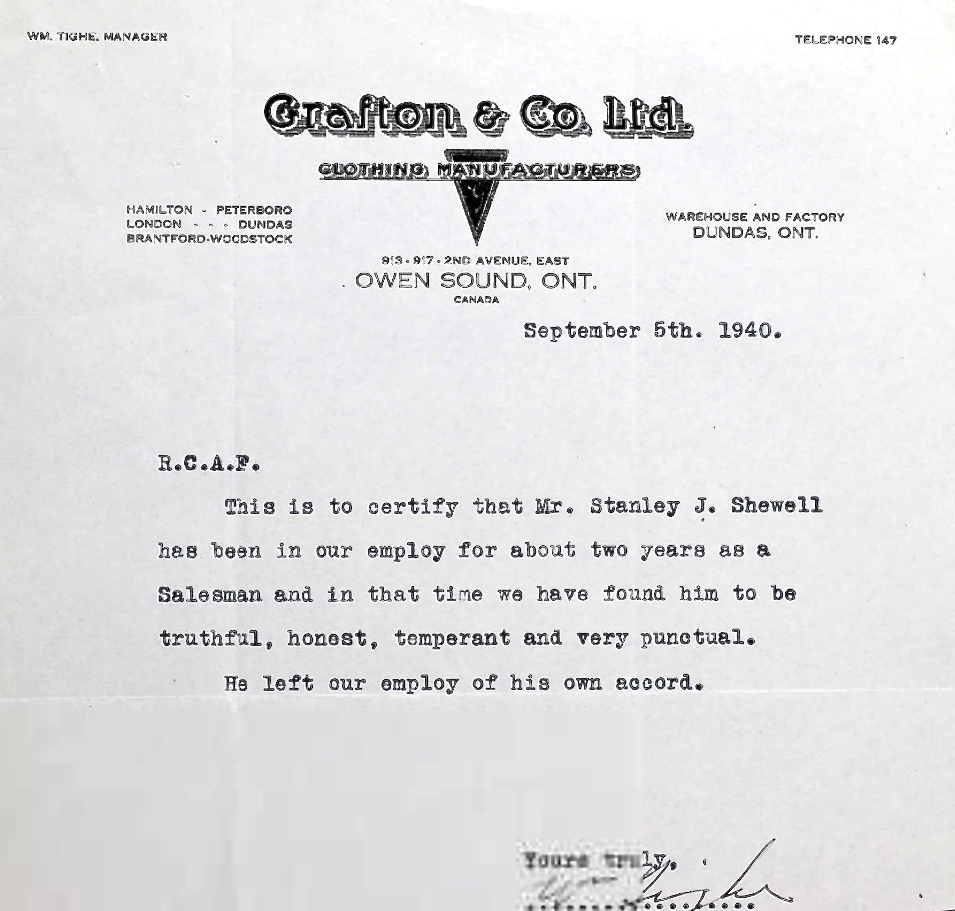 WM. TIGHE, MANAGER
TELEPHONE 147
Grafton & Co. Ltd.
CLOTHING MANUFACTURERS
HAMILTON - PETERBORO
LONDON - - - DUNDAS
BRANTFORD-WOODSTOCK
WAREHOUSE AND FACTORY
DUNDAS, ONT.
913-917-2ND AVENUE, EAST
OWEN SOUND, ONT.
CANADA
September 5th. 1940.
R.C.A.F.
This is to certify that Mr. Stanley J. Shewell
has been in our employ for about two years as a
Salesman and in that time we have found him to be
truthful, honest, temperant and very punctual.
He left our employ of his own accord.
Yours truly,
Tighe